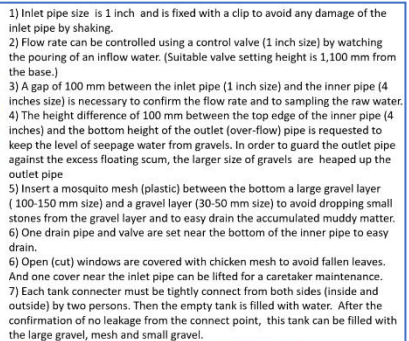 1) Inlet pipe size  is 1 inch  and is fixed with a clip to avoid any damage of the
inlet pipe by shaking.
2) Flow rate can be controlled using a control valve (1 inch size) by watching
the pouring of an inflow water. (Suitable valve setting height is 1,100 mm from
the base.)
3) A gap of 100 mm between the inlet pipe (1 inch size) and the inner pipe (4
inches size) is necessary to confirm the flow rate and to sampling the raw water.
4) The height difference of 100 mm between the top edge of the inner pipe (4
inches) and the bottom height of the outlet (over-flow) pipe is requested to
keep the level of seepage water from gravels. In order to guard the outlet pipe
against the excess floating scum, the larger size of gravels  are  heaped up the
outlet pipe
5) Insert a mosquito mesh (plastic) between the bottom a large gravel layer
( 100-150 mm size) and a gravel layer (30-50 mm size) to avoid dropping small
stones from the gravel layer and to easy drain the accumulated muddy matter.
6) One drain pipe and valve are set near the bottom of the inner pipe to easy
drain.
6) Open (cut) windows are covered with chicken mesh to avoid fallen leaves.
And one cover near the inlet pipe can be lifted for a caretaker maintenance.
7) Each tank connecter must be tightly connect from both sides (inside and
outside) by two persons. Then the empty tank is filled with water.  After the
confirmation of no leakage from the connect point,  this tank can be filled with
the large gravel, mesh and small gravel.